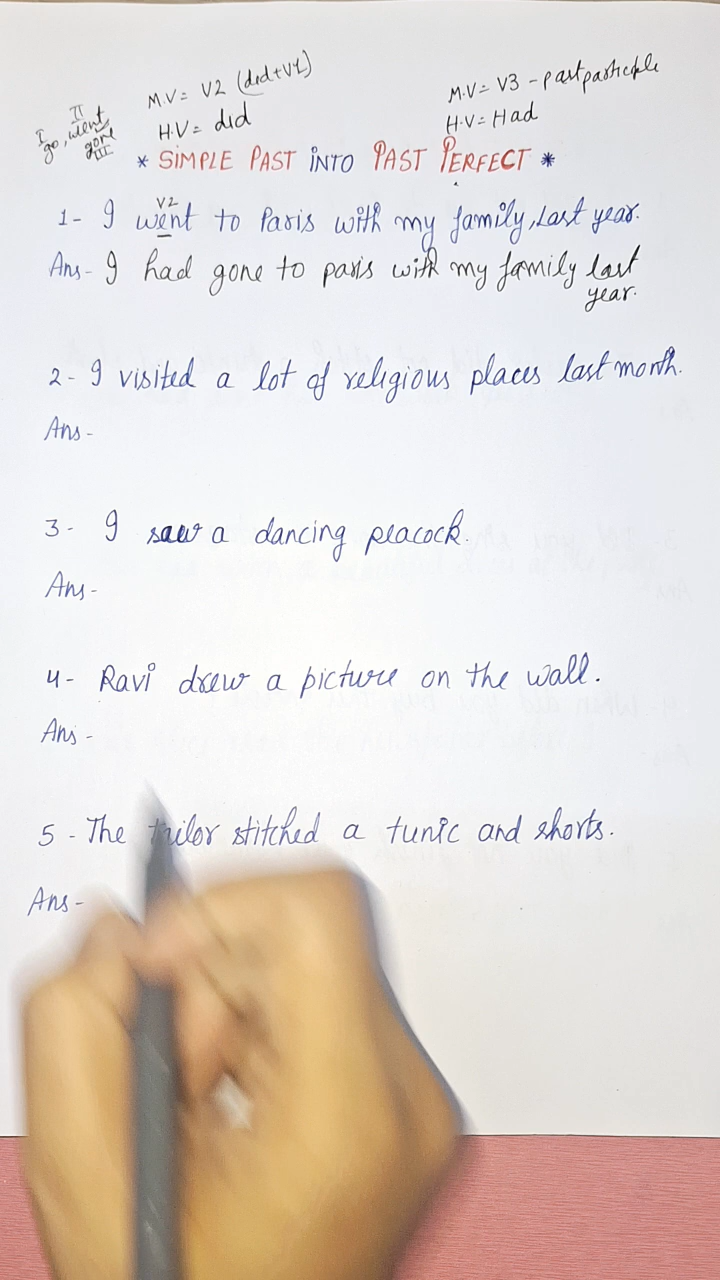 M.V = V2 (did+V1)
H.V = did
M.V = V3 - past participle
H.V = Had
I II
go, went
gone
III
* SIMPLE PAST INTO PAST PERFECT *
V2
1- I went to Paris with my family, Last year.
Ans- I had gone to paris with my family last
year.
2- I visited a lot of religious places last month.
Ans-
3- I saw a dancing peacock.
Ans-
4- Ravi drew a picture on the wall.
Ans-
5- The tailor stitched a tunic and shorts.
Ans-